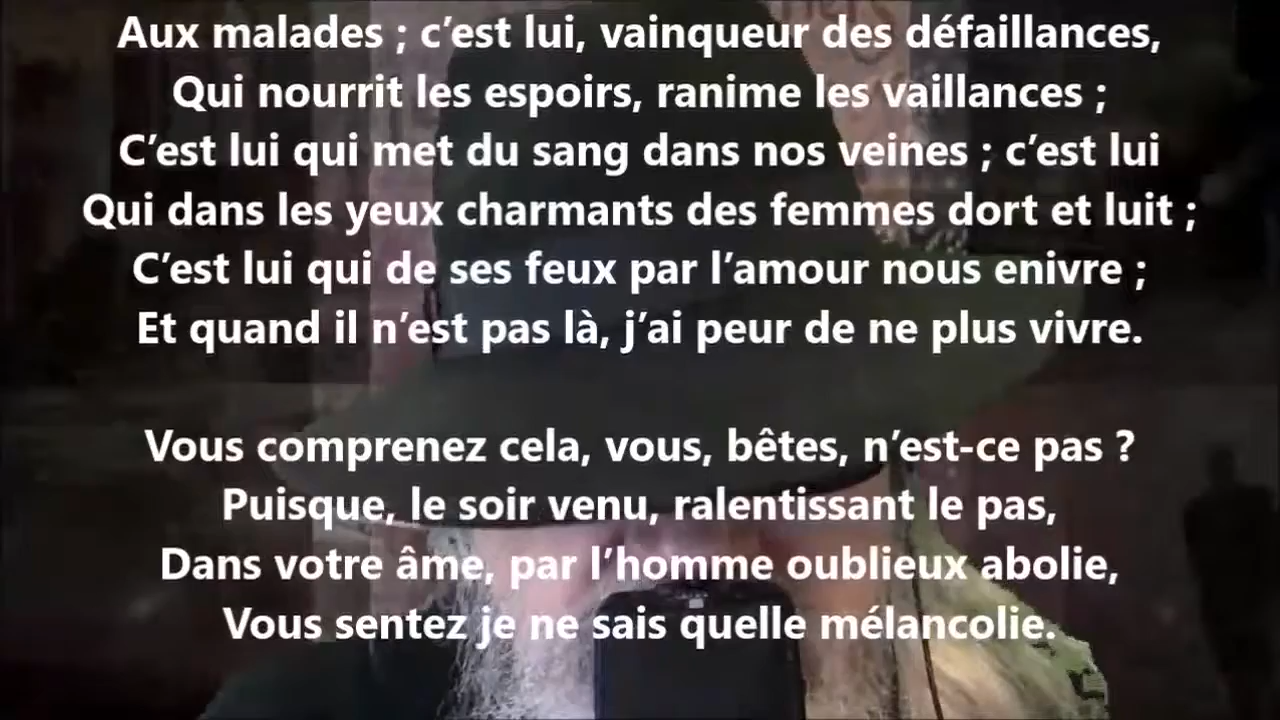 Aux malades ; c’est lui, vainqueur des défaillances,
Qui nourrit les espoirs, ranime les vaillances ;
C’est lui qui met du sang dans nos veines ; c’est lui
Qui dans les yeux charmants des femmes dort et luit ;
C’est lui qui de ses feux par l’amour nous enivre ;
Et quand il n’est pas là, j’ai peur de ne plus vivre.
Vous comprenez cela, vous, bêtes, n’est-ce pas ?
Puisque, le soir venu, ralentissant le pas,
Dans votre âme, par l’homme oublieux abolie,
Vous sentez je ne sais quelle mélancolie.